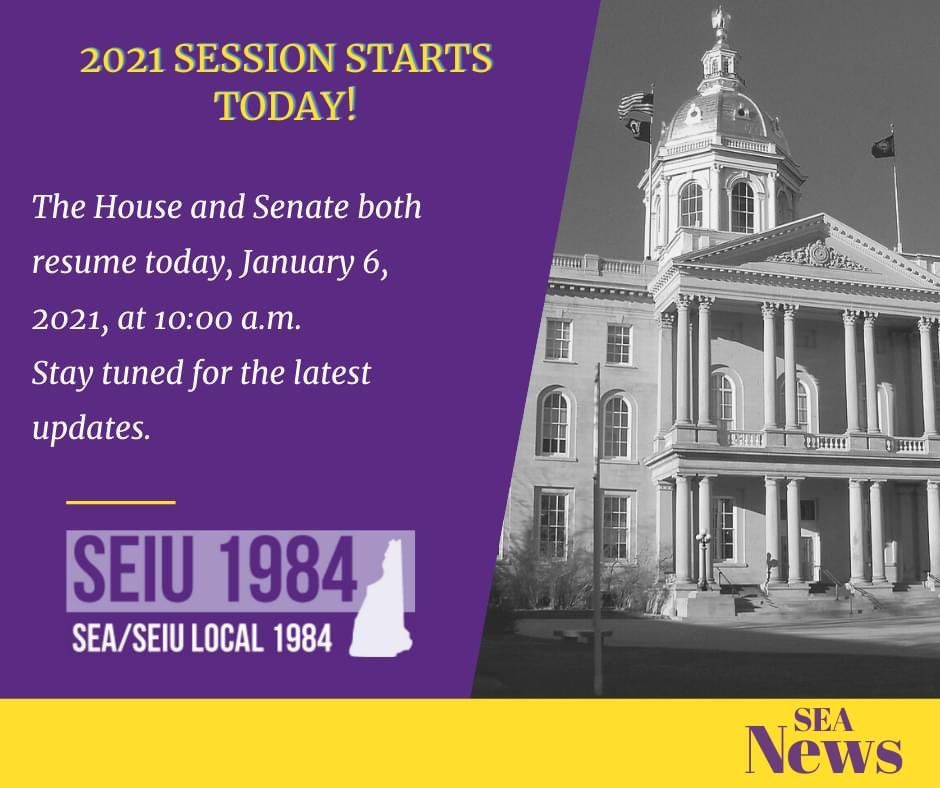 2021 SESSION STARTS
TODAY!
The House and Senate both
resume today, January 6,
2021, at 10:00 a.m.
Stay tuned for the latest
updates.
SEIU 1984
SEA/SEIU LOCAL 1984
SEA
News